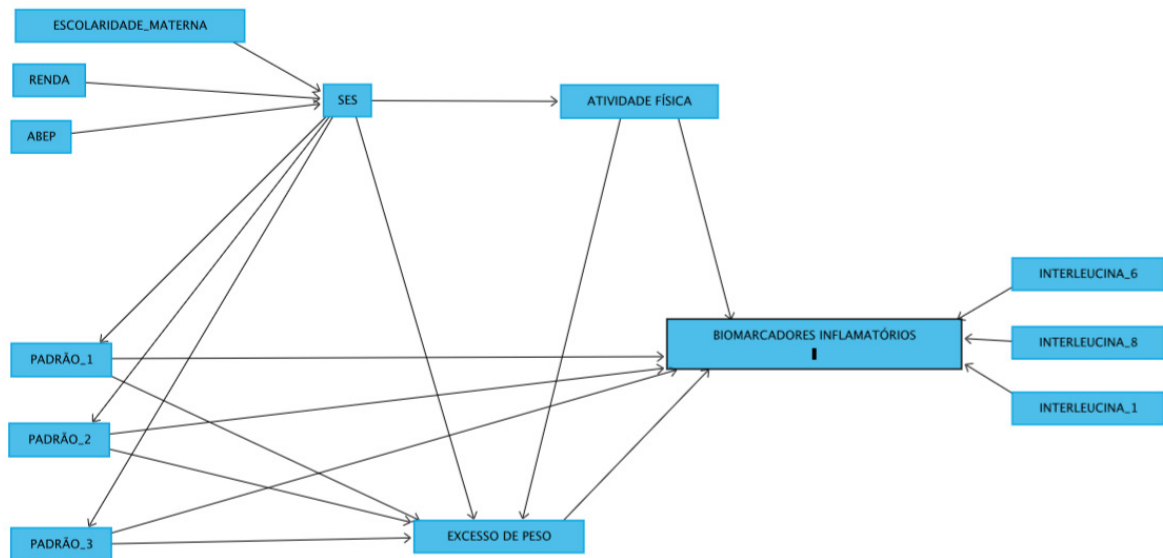 ESCOLARIDADE_MATERNA
RENDA
ABEP
SES
ATIVIDADE FÍSICA
INTERLEUCINA_6
BIOMARCADORES INFLAMATÓRIOS
I
INTERLEUCINA_8
INTERLEUCINA_1
PADRÃO_1
PADRÃO_2
PADRÃO_3
EXCESSO DE PESO